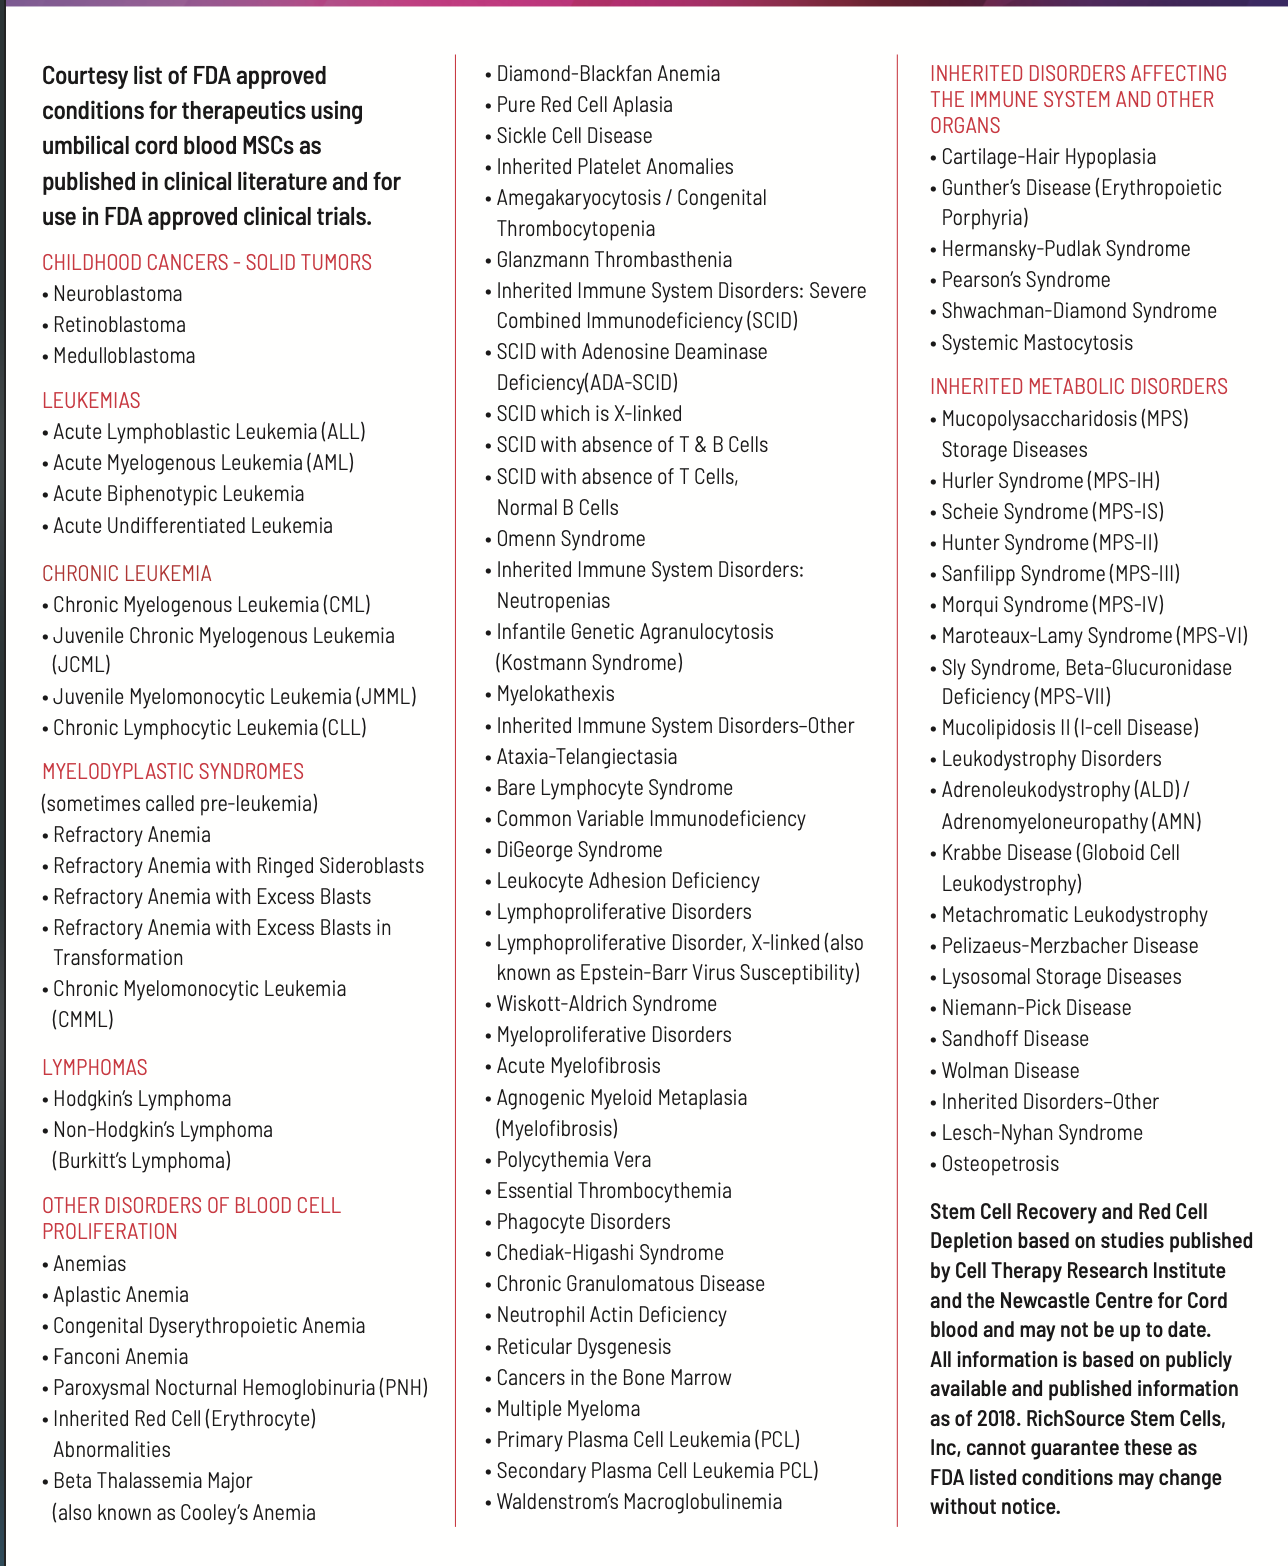 Courtesy list of FDA approved
conditions for therapeutics using
umbilical cord blood MSCs as
published in clinical literature and for
use in FDA approved clinical trials.
CHILDHOOD CANCERS - SOLID TUMORS
• Neuroblastoma
• Retinoblastoma
• Medulloblastoma
LEUKEMIAS
• Acute Lymphoblastic Leukemia (ALL)
• Acute Myelogenous Leukemia (AML)
• Acute Biphenotypic Leukemia
• Acute Undifferentiated Leukemia
CHRONIC LEUKEMIA
• Chronic Myelogenous Leukemia (CML)
• Juvenile Chronic Myelogenous Leukemia
(JCML)
• Juvenile Myelomonocytic Leukemia (JMML)
• Chronic Lymphocytic Leukemia (CLL)
MYELODYPLASTIC SYNDROMES
(sometimes called pre-leukemia)
• Refractory Anemia
• Refractory Anemia with Ringed Sideroblasts
• Refractory Anemia with Excess Blasts
• Refractory Anemia with Excess Blasts in
Transformation
• Chronic Myelomonocytic Leukemia
(CMML)
LYMPHOMAS
• Hodgkin’s Lymphoma
• Non-Hodgkin’s Lymphoma
(Burkitt’s Lymphoma)
OTHER DISORDERS OF BLOOD CELL
PROLIFERATION
• Anemias
• Aplastic Anemia
• Congenital Dyserythropoietic Anemia
• Fanconi Anemia
• Paroxysmal Nocturnal Hemoglobinuria (PNH)
• Inherited Red Cell (Erythrocyte)
Abnormalities
• Beta Thalassemia Major
(also known as Cooley’s Anemia
• Diamond-Blackfan Anemia
• Pure Red Cell Aplasia
• Sickle Cell Disease
• Inherited Platelet Anomalies
• Amegakaryocytosis / Congenital
Thrombocytopenia
• Glanzmann Thrombasthenia
• Inherited Immune System Disorders: Severe
Combined Immunodeficiency (SCID)
• SCID with Adenosine Deaminase
Deficiency(ADA-SCID)
• SCID which is X-linked
• SCID with absence of T & B Cells
• SCID with absence of T Cells,
Normal B Cells
• Omenn Syndrome
• Inherited Immune System Disorders:
Neutropenias
• Infantile Genetic Agranulocytosis
(Kostmann Syndrome)
• Myelokathexis
• Inherited Immune System Disorders–Other
• Ataxia-Telangiectasia
• Bare Lymphocyte Syndrome
• Common Variable Immunodeficiency
• DiGeorge Syndrome
• Leukocyte Adhesion Deficiency
• Lymphoproliferative Disorders
• Lymphoproliferative Disorder, X-linked (also
known as Epstein-Barr Virus Susceptibility)
• Wiskott-Aldrich Syndrome
• Myeloproliferative Disorders
• Acute Myelofibrosis
• Agnogenic Myeloid Metaplasia
(Myelofibrosis)
• Polycythemia Vera
• Essential Thrombocythemia
• Phagocyte Disorders
• Chediak-Higashi Syndrome
• Chronic Granulomatous Disease
• Neutrophil Actin Deficiency
• Reticular Dysgenesis
• Cancers in the Bone Marrow
• Multiple Myeloma
• Primary Plasma Cell Leukemia (PCL)
• Secondary Plasma Cell Leukemia PCL)
• Waldenstrom’s Macroglobulinemia
INHERITED DISORDERS AFFECTING
THE IMMUNE SYSTEM AND OTHER
ORGANS
• Cartilage-Hair Hypoplasia
• Gunther’s Disease (Erythropoietic
Porphyria)
• Hermansky-Pudlak Syndrome
• Pearson’s Syndrome
• Shwachman-Diamond Syndrome
• Systemic Mastocytosis
INHERITED METABOLIC DISORDERS
• Mucopolysaccharidosis (MPS)
Storage Diseases
• Hurler Syndrome (MPS-IH)
• Scheie Syndrome (MPS-IS)
• Hunter Syndrome (MPS-II)
• Sanfilipp Syndrome (MPS-III)
• Morqui Syndrome (MPS-IV)
• Maroteaux-Lamy Syndrome (MPS-VI)
• Sly Syndrome, Beta-Glucuronidase
Deficiency (MPS-VII)
• Mucolipidosis II (I-cell Disease)
• Leukodystrophy Disorders
• Adrenoleukodystrophy (ALD) /
Adrenomyeloneuropathy (AMN)
• Krabbe Disease (Globoid Cell
Leukodystrophy)
• Metachromatic Leukodystrophy
• Pelizaeus-Merzbacher Disease
• Lysosomal Storage Diseases
• Niemann-Pick Disease
• Sandhoff Disease
• Wolman Disease
• Inherited Disorders–Other
• Lesch-Nyhan Syndrome
• Osteopetrosis
Stem Cell Recovery and Red Cell
Depletion based on studies published
by Cell Therapy Research Institute
and the Newcastle Centre for Cord
blood and may not be up to date.
All information is based on publicly
available and published information
as of 2018. RichSource Stem Cells,
Inc, cannot guarantee these as
FDA listed conditions may change
without notice.